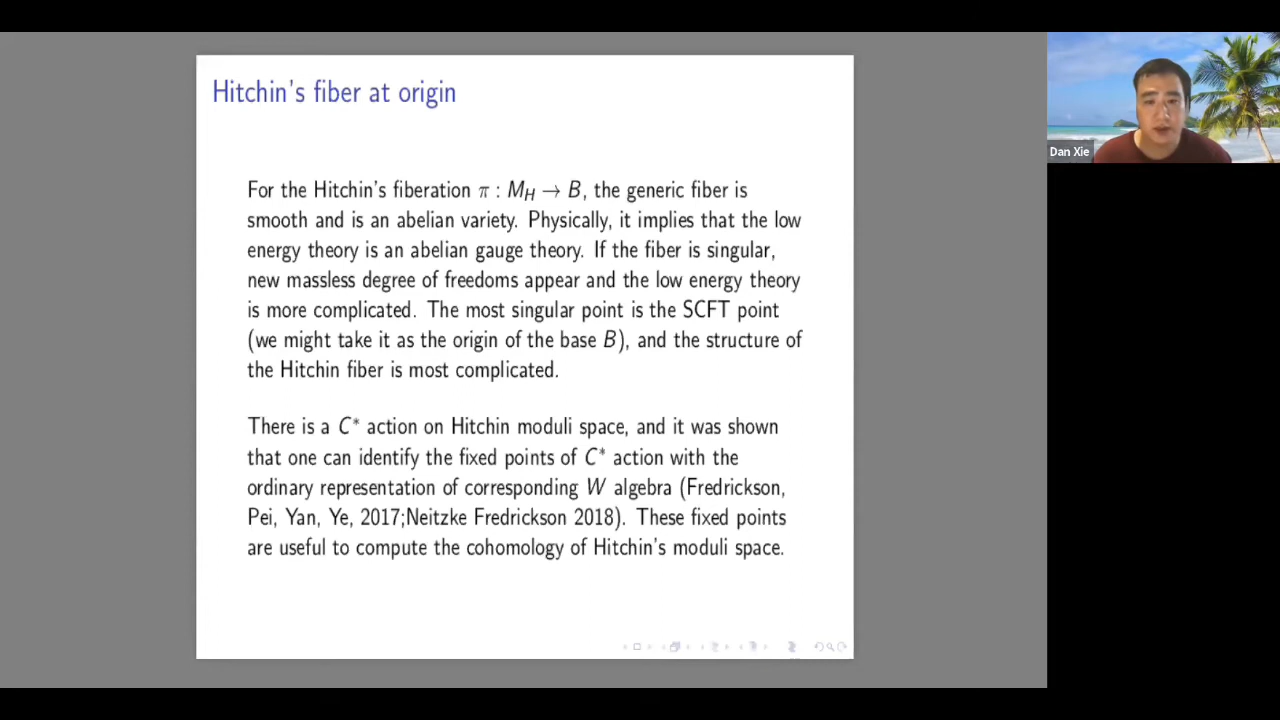 Hitchin's fiber at origin
For the Hitchin's fiberation π : M_H → B, the generic fiber is
smooth and is an abelian variety. Physically, it implies that the low
energy theory is an abelian gauge theory. If the fiber is singular,
new massless degree of freedoms appear and the low energy theory
is more complicated. The most singular point is the SCFT point
(we might take it as the origin of the base B), and the structure of
the Hitchin fiber is most complicated.
There is a C* action on Hitchin moduli space, and it was shown
that one can identify the fixed points of C* action with the
ordinary representation of corresponding W algebra (Fredrickson,
Pei, Yan, Ye, 2017;Neitzke Fredrickson 2018). These fixed points
are useful to compute the cohomology of Hitchin's moduli space.
Dan Xie